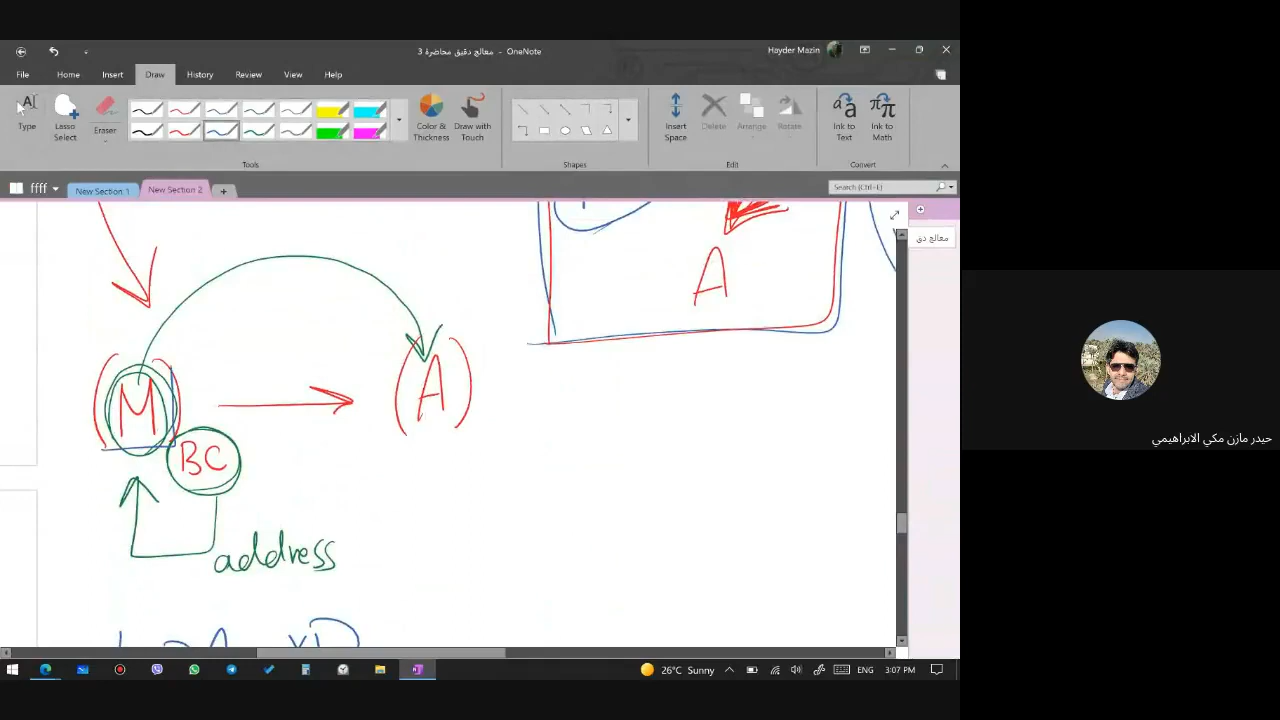 معالج دقيق محاضرة 3 - OneNote
Hayder Mazin
File Home Insert Draw History Review View Help
Type
Lasso Select
Eraser
Color & Thickness
Draw with Touch
Insert Space
Delete
Arrange
Rotate
Ink to Text
Ink to Math
Tools
Shapes
Edit
Convert
ffff
New Section 1
New Section 2
Search (Ctrl+E)
معالج دق
A
(M) (A)
BC
address
حيدر مازن مكي الابراهيمي
26°C Sunny
ENG
3:07 PM